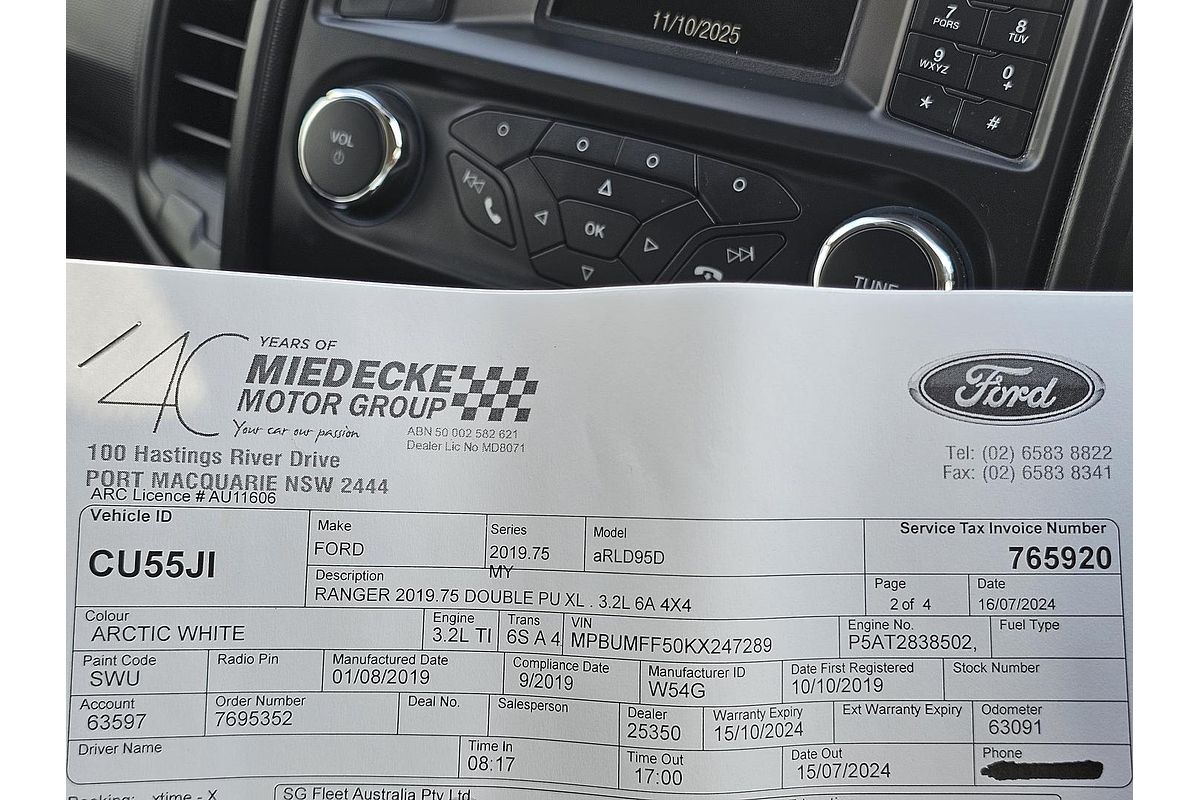 11/10/2025
7 PQRS
8 TUV
9 WXYZ
0 +
*
#
VOL
OK
TUNE
40 YEARS OF
MIEDECKE
MOTOR GROUP
Your car our passion
ABN 50 002 582 621
Dealer Lic No MD8071
Ford
100 Hastings River Drive
PORT MACQUARIE NSW 2444
ARC Licence # AU11606
Tel: (02) 6583 8822
Fax: (02) 6583 8341
Vehicle ID
CU55JI
Make
FORD
Series
2019.75
MY
Model
aRLD95D
Service Tax Invoice Number
765920
Description
RANGER 2019.75 DOUBLE PU XL . 3.2L 6A 4X4
Page
2 of 4
Date
16/07/2024
Colour
ARCTIC WHITE
Engine
3.2L TI
Trans
6S A 4
VIN
MPBUMFF50KX247289
Engine No.
P5AT2838502,
Fuel Type
Paint Code
SWU
Radio Pin
Manufactured Date
01/08/2019
Compliance Date
9/2019
Manufacturer ID
W54G
Date First Registered
10/10/2019
Stock Number
Account
63597
Order Number
7695352
Deal No.
Salesperson
Dealer
25350
Warranty Expiry
15/10/2024
Ext Warranty Expiry
Odometer
63091
Driver Name
Time In
08:17
Time Out
17:00
Date Out
15/07/2024
Phone
Booking: xtime - X
SG Fleet Australia Pty Ltd.